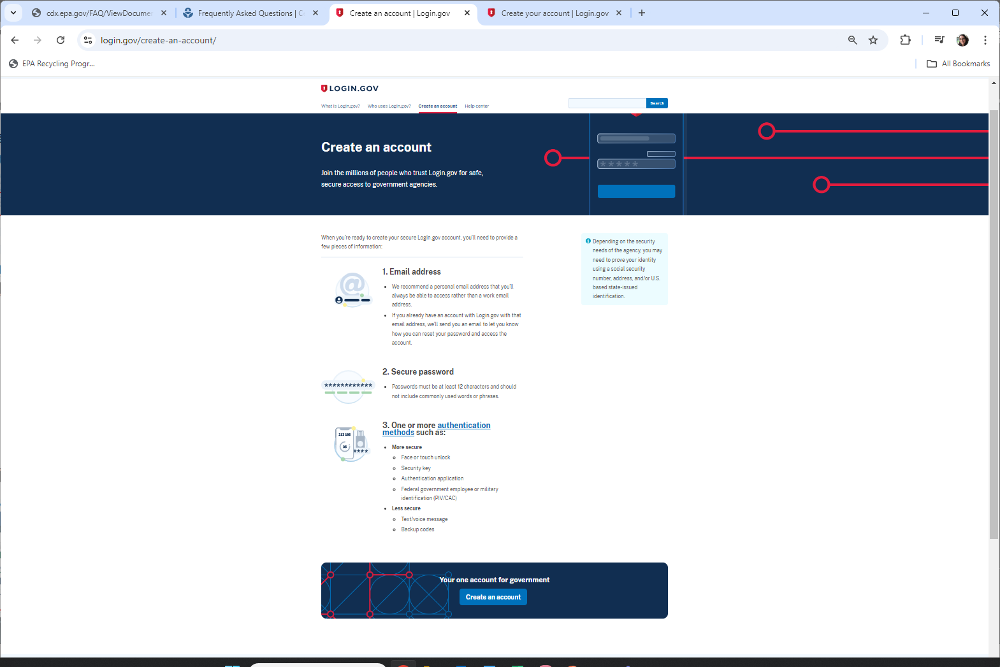 cdx.epa.gov/FAQ/ViewDocume
Frequently Asked Questions | C
Create an account | Login.gov
Create your account | Login.gov
login.gov/create-an-account/
EPA Recycling Progr...
All Bookmarks
LOGIN.GOV
What is Login.gov?
Who uses Login.gov?
Create an account
Help center
Search
Create an account
Join the millions of people who trust Login.gov for safe,
secure access to government agencies.
*****
When you're ready to create your secure Login.gov account, you'll need to provide a
few pieces of information:
Depending on the security
needs of the agency, you may
need to prove your identity
using a social security
number, address, and/or U.S.
based state-issued
identification.
@
1. Email address
• We recommend a personal email address that you'll
always be able to access rather than a work email
address.
• If you already have an account with Login.gov with that
email address, we'll send you an email to let you know
how you can reset your password and access the
account.
************
2. Secure password
• Passwords must be at least 12 characters and should
not include commonly used words or phrases.
213 186
35
****
3. One or more authentication
methods such as:
• More secure
Face or touch unlock
Security key
Authentication application
Federal government employee or military
identification (PIV/CAC)
• Less secure
Text/voice message
Backup codes
Your one account for government
Create an account